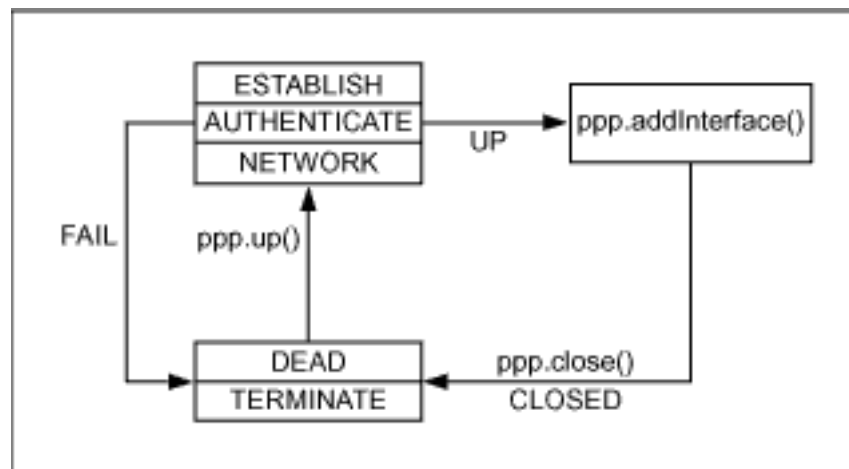 ESTABLISH
AUTHENTICATE
NETWORK
UP
ppp.addInterface()
FAIL
ppp.up()
DEAD
TERMINATE
ppp.close()
CLOSED